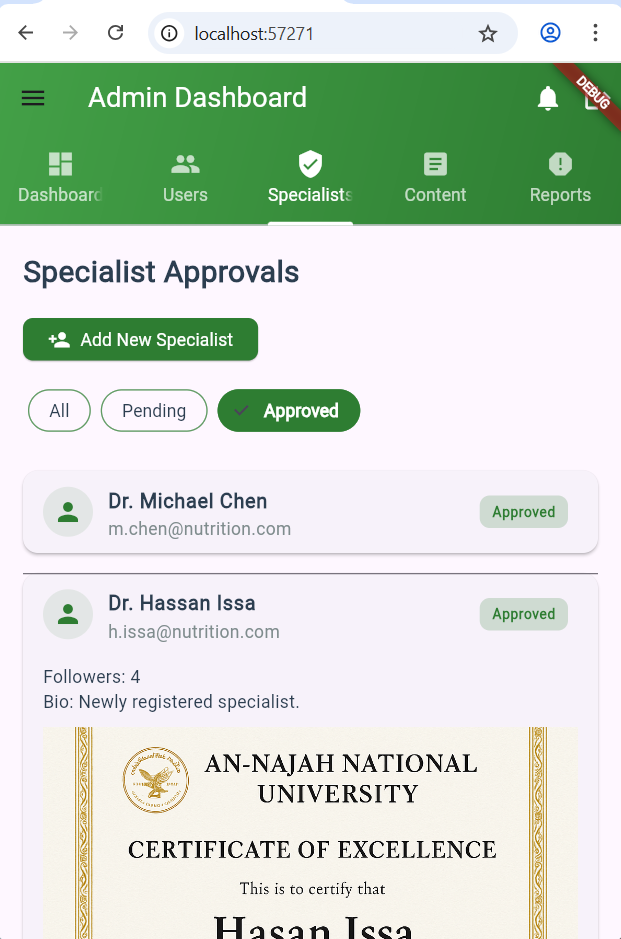 localhost:57271
Admin Dashboard
DEBUG
Dashboard
Users
Specialists
Content
Reports
Specialist Approvals
Add New Specialist
All
Pending
Approved
Dr. Michael Chen
m.chen@nutrition.com
Approved
Dr. Hassan Issa
h.issa@nutrition.com
Approved
Followers: 4
Bio: Newly registered specialist.
AN-NAJAH NATIONAL
UNIVERSITY
CERTIFICATE OF EXCELLENCE
This is to certify that
Hasan Issa